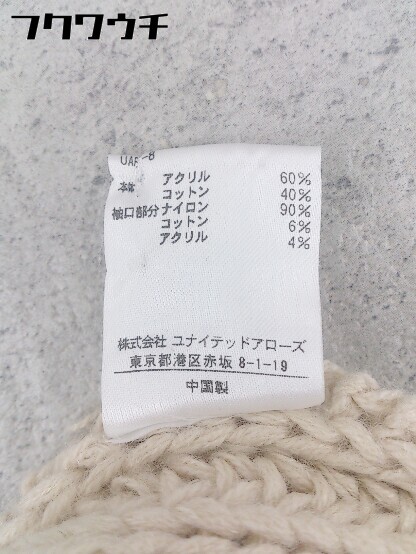 フクワウチ
本体 アクリル 60%
コットン 40%
袖口部分 ナイロン 90%
コットン 6%
アクリル 4%
株式会社 ユナイテッドアローズ
東京都港区赤坂 8-1-19
中国製